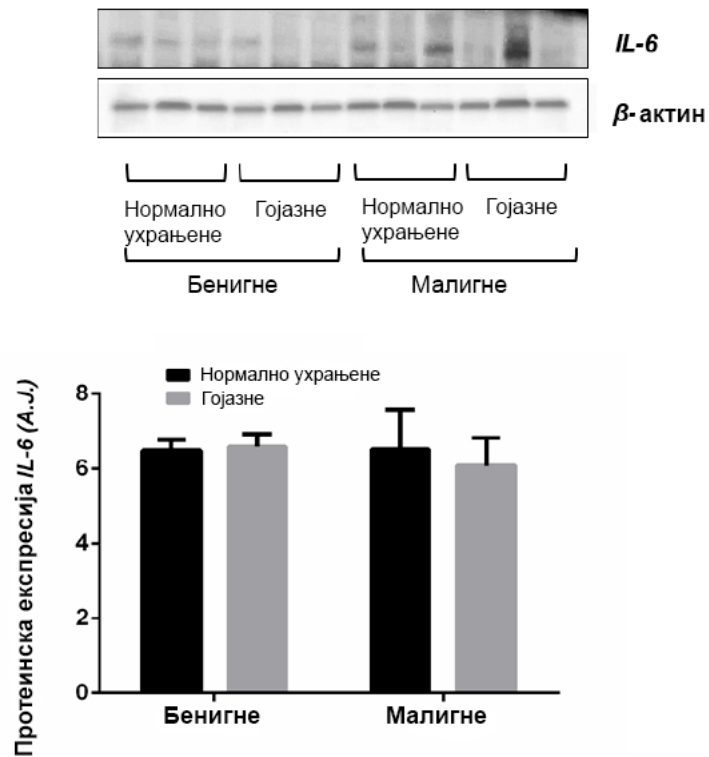 IL-6
β-актин
Нормално Гојазне Нормално Гојазне
ухрањене ухрањене
Бенигне Малигне
Протеинска експресија IL-6 (A.J.)
Нормално ухрањене
Гојазне
8
6
4
2
0
Бенигне Малигне